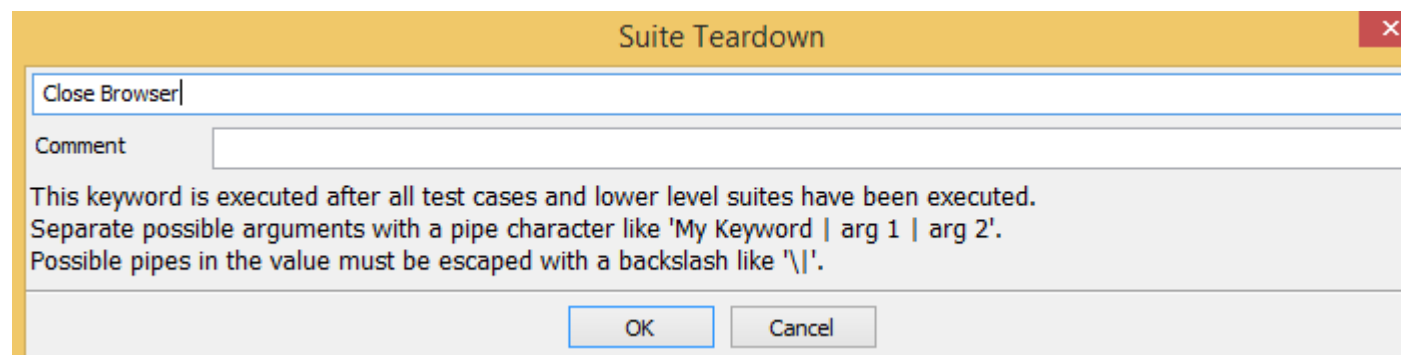 Suite Teardown
Close Browser
Comment
This keyword is executed after all test cases and lower level suites have been executed.
Separate possible arguments with a pipe character like 'My Keyword | arg 1 | arg 2'.
Possible pipes in the value must be escaped with a backslash like '\|'.
OK Cancel